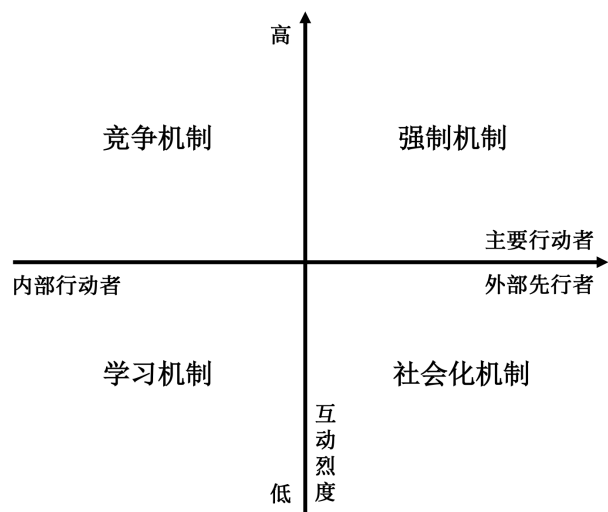 高
竞争机制
强制机制
主要行动者
内部行动者
外部先行者
学习机制
社会化机制
互动烈度
低